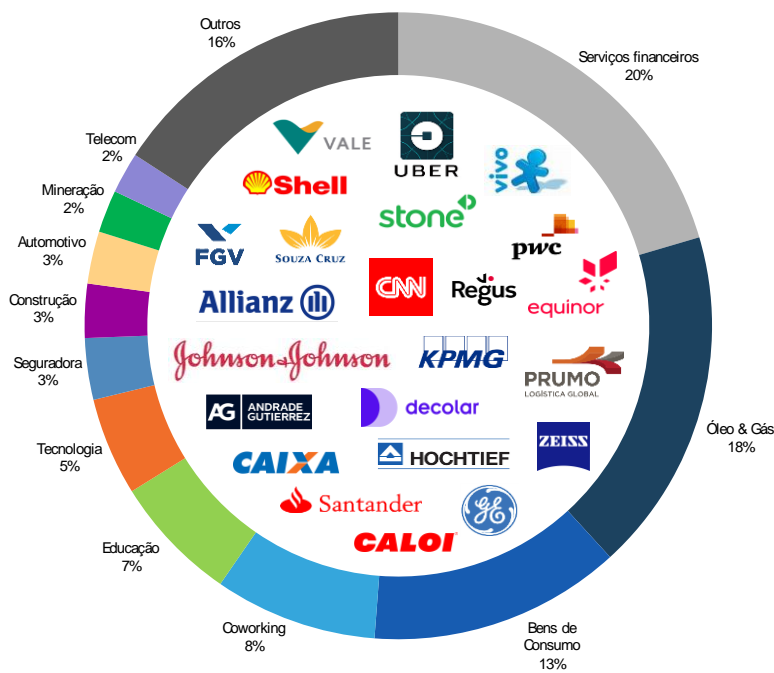 Outros
16%
Serviços financeiros
20%
Telecom
2%
Mineração
2%
Automotivo
3%
Construção
3%
Seguradora
3%
Tecnologia
5%
Educação
7%
Coworking
8%
Bens de
Consumo
13%
Óleo & Gás
18%
VALE
UBER
vivo
Shell
stone
FGV
SOUZA CRUZ
pwc
Allianz
CNN
Regus
equinor
Johnson & Johnson
KPMG
PRUMO
LOGÍSTICA GLOBAL
AG
ANDRADE
GUTIERREZ
decolar
ZEISS
CAIXA
HOCHTIEF
Santander
GE
CALOI